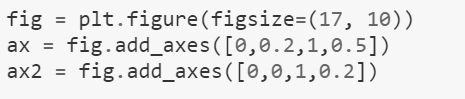 fig = plt.figure(figsize=(17, 10))
ax = fig.add_axes([0,0.2,1,0.5])
ax2 = fig.add_axes([0,0,1,0.2])